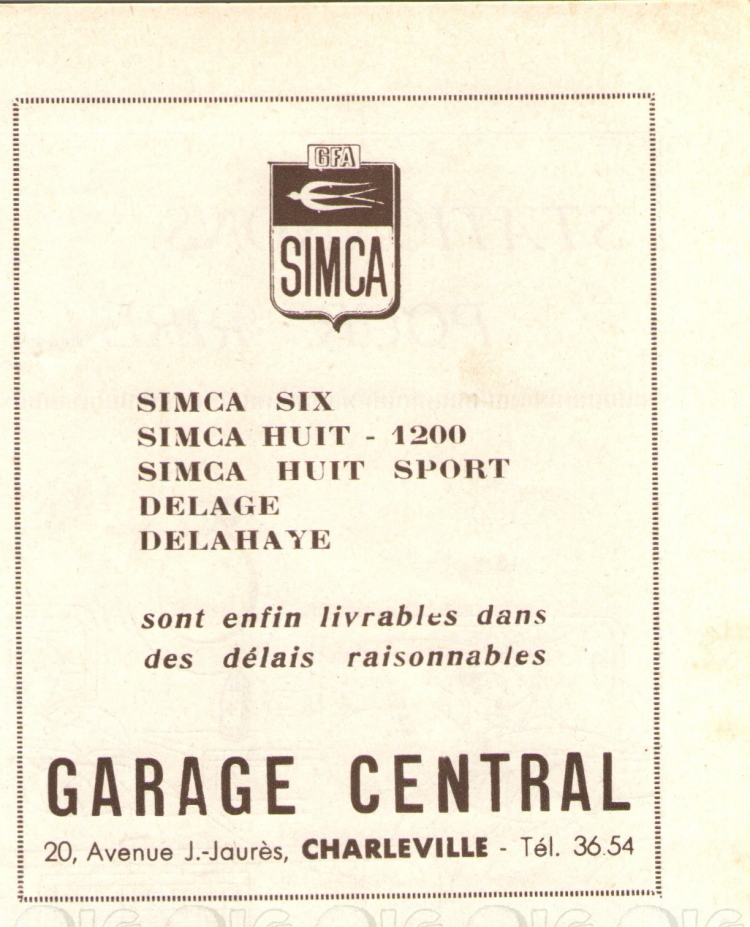 GFA
SIMCA
SIMCA SIX
SIMCA HUIT - 1200
SIMCA HUIT SPORT
DELAGE
DELAHAYE
sont enfin livrables dans
des délais raisonnables
GARAGE CENTRAL
20, Avenue J.-Jaurès, CHARLEVILLE - Tél. 36.54